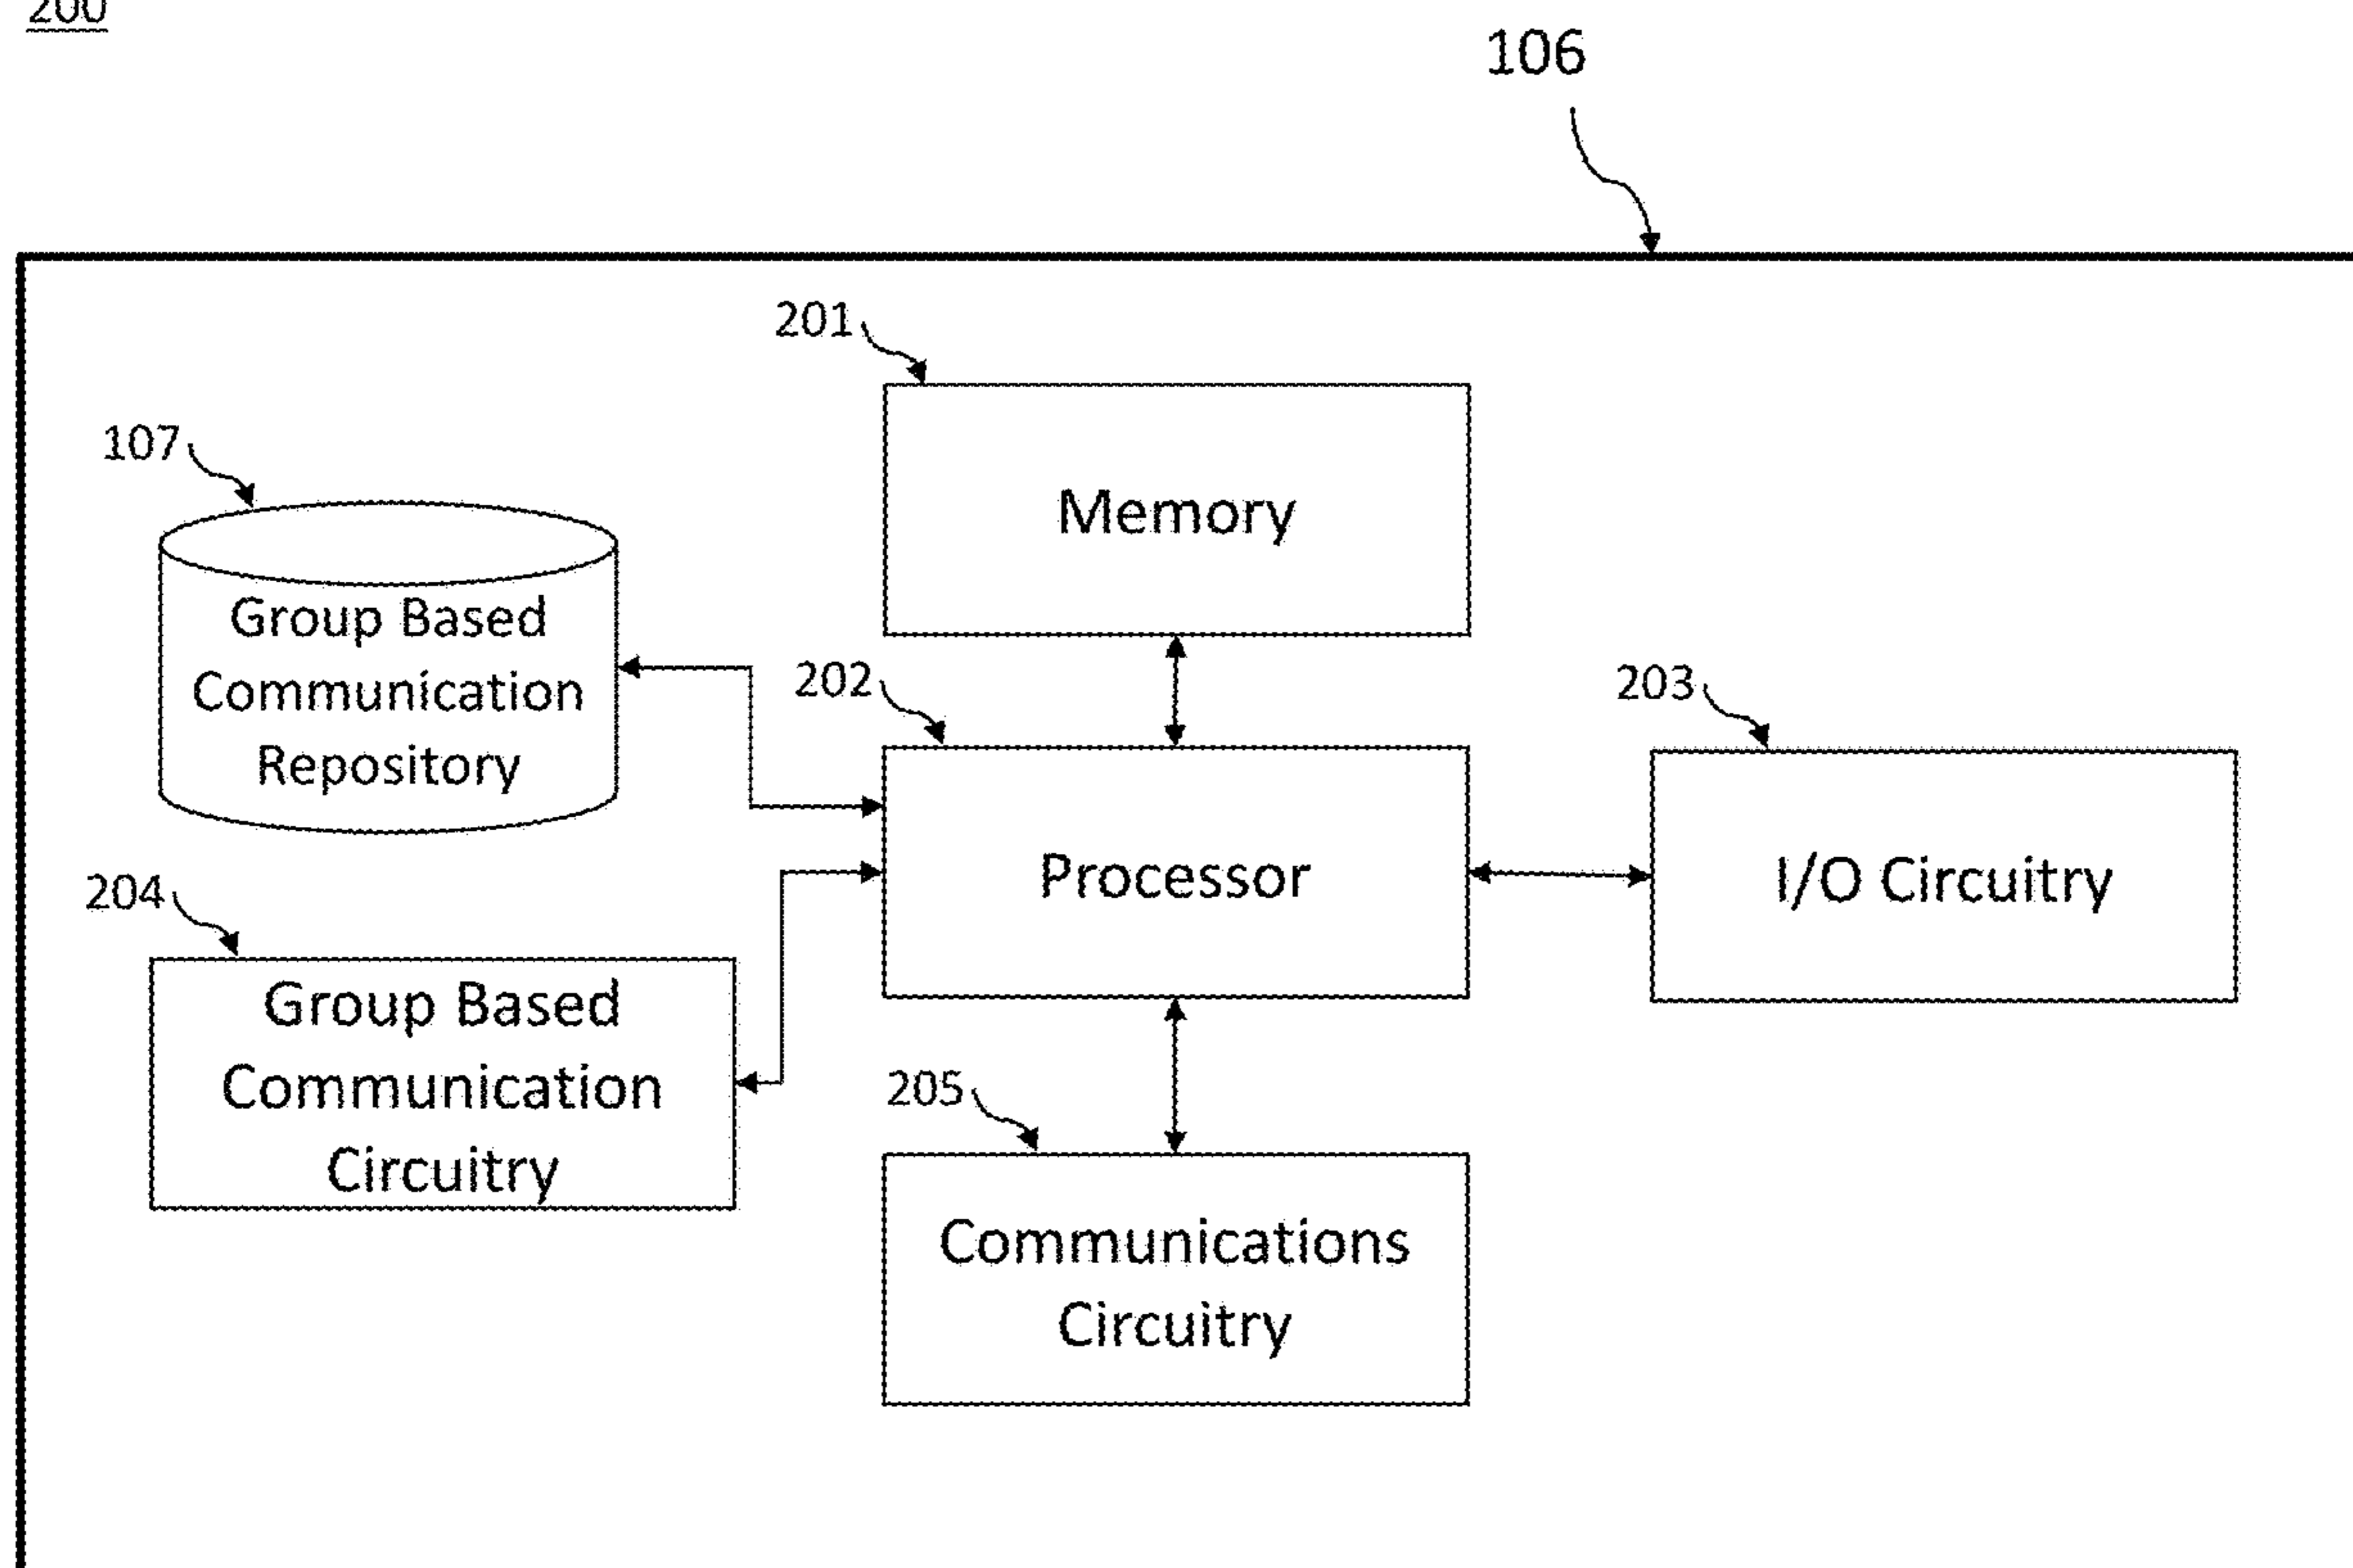 200
106
201
Memory
107
Group Based
Communication
Repository
202
Processor
203
I/O Circuitry
204
Group Based
Communication
Circuitry
205
Communications
Circuitry